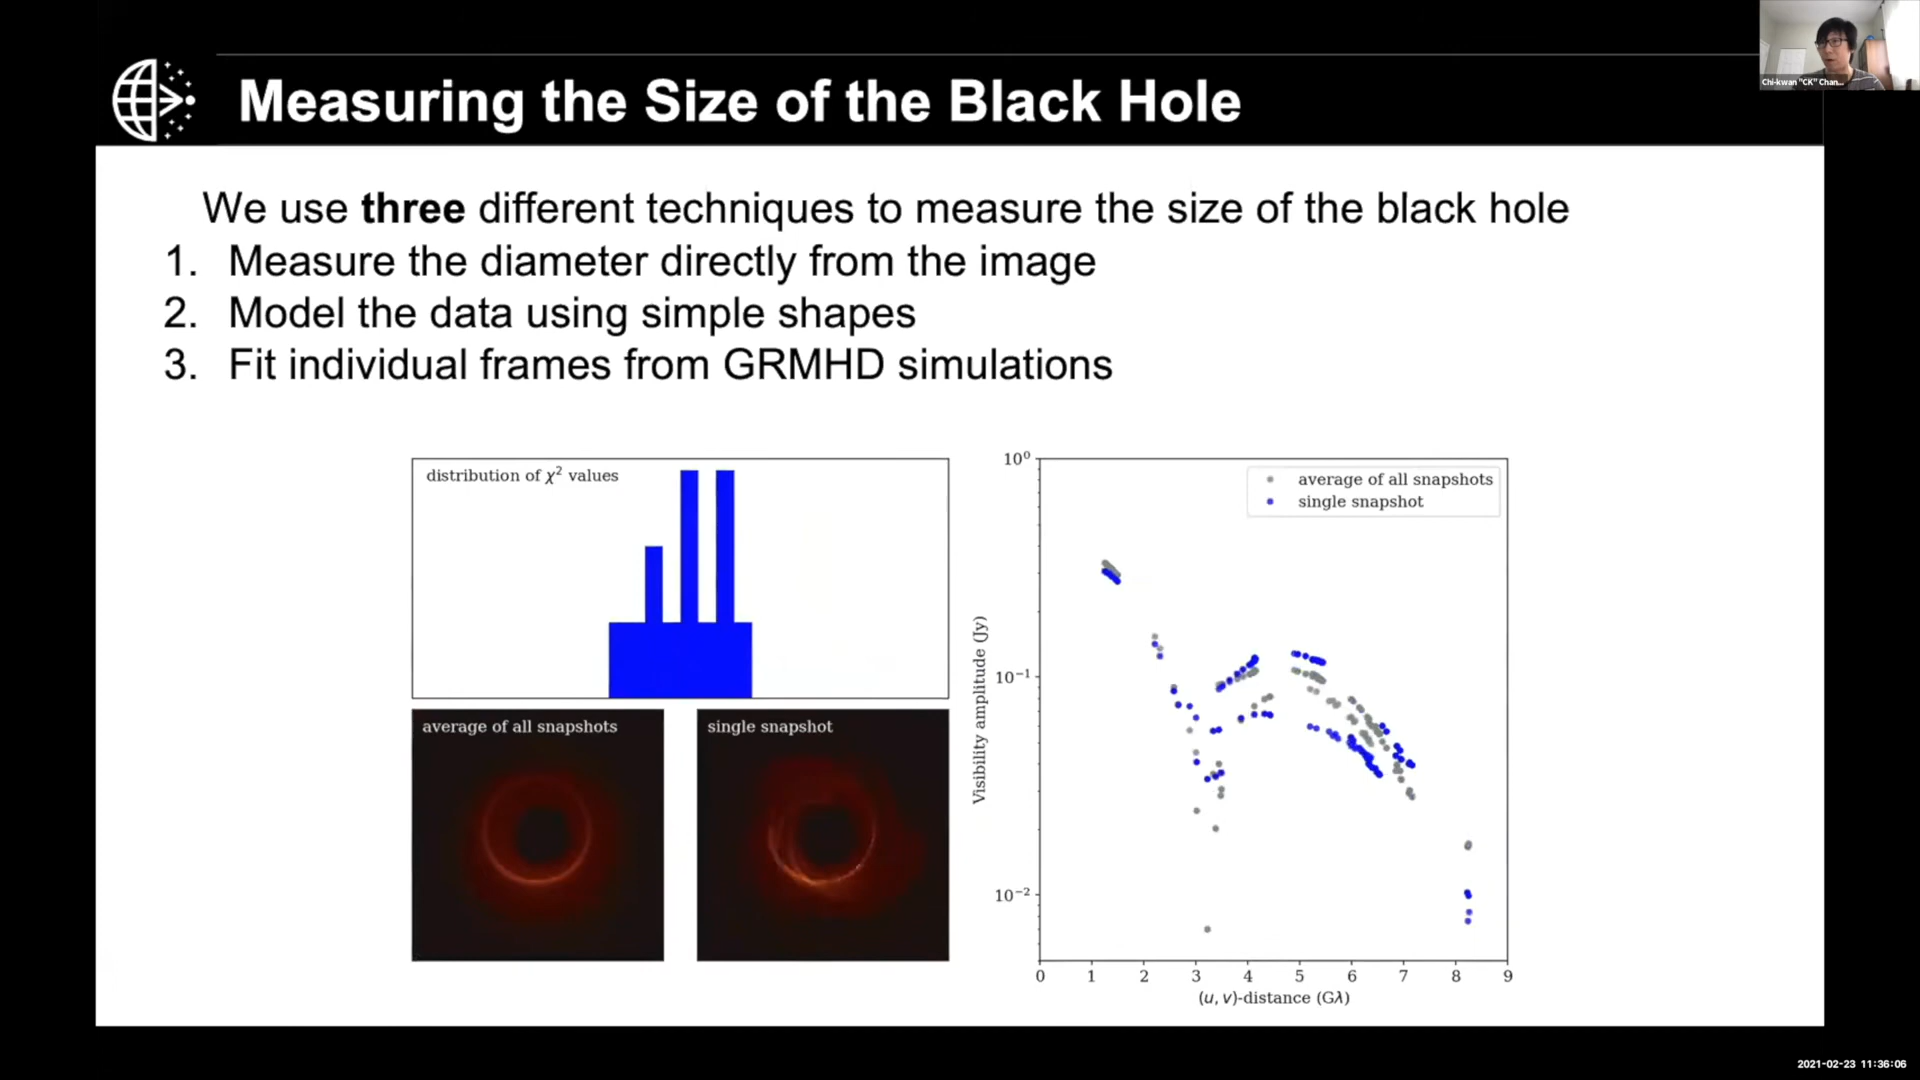 Measuring the Size of the Black Hole
Chi-kwan "CK" Chan...
We use three different techniques to measure the size of the black hole
1. Measure the diameter directly from the image
2. Model the data using simple shapes
3. Fit individual frames from GRMHD simulations
distribution of χ² values
average of all snapshots
single snapshot
10⁰
10⁻¹
10⁻²
Visibility amplitude (Jy)
average of all snapshots
single snapshot
0 1 2 3 4 5 6 7 8 9
(u, v)-distance (Gλ)
2021-02-23 11:36:06